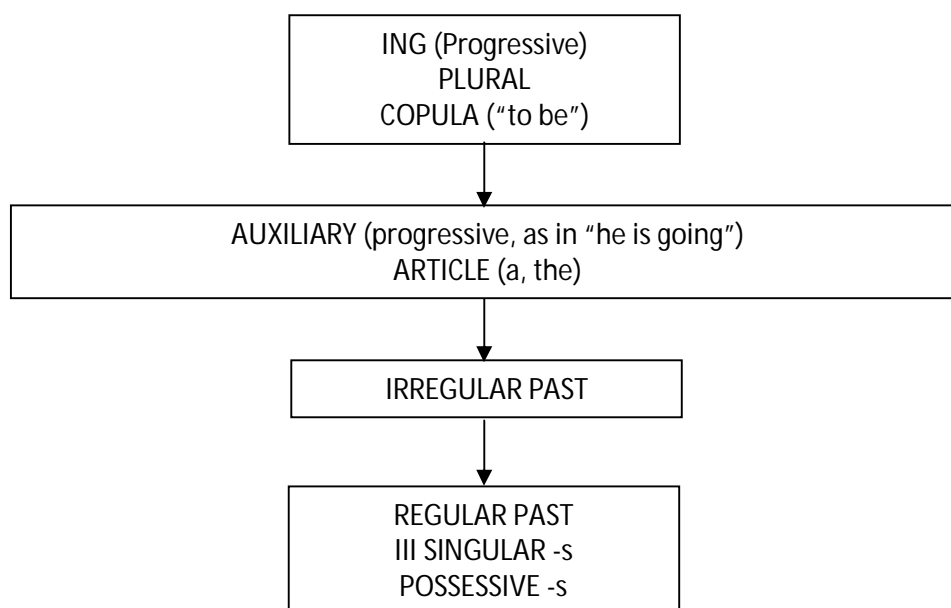 ING (Progressive)
PLURAL
COPULA (“to be”)
AUXILIARY (progressive, as in “he is going”)
ARTICLE (a, the)
IRREGULAR PAST
REGULAR PAST
III SINGULAR -s
POSSESSIVE -s